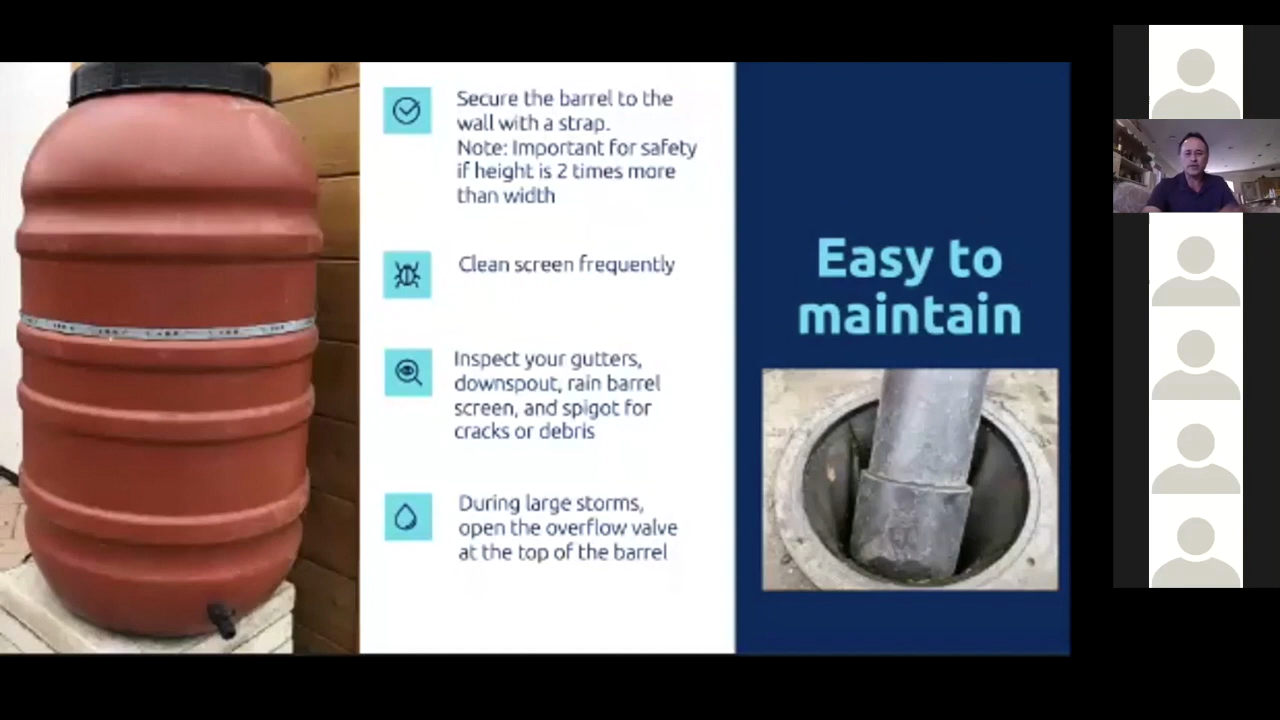 Secure the barrel to the
wall with a strap.
Note: Important for safety
if height is 2 times more
than width
Clean screen frequently
Inspect your gutters,
downspout, rain barrel
screen, and spigot for
cracks or debris
During large storms,
open the overflow valve
at the top of the barrel
Easy to
maintain